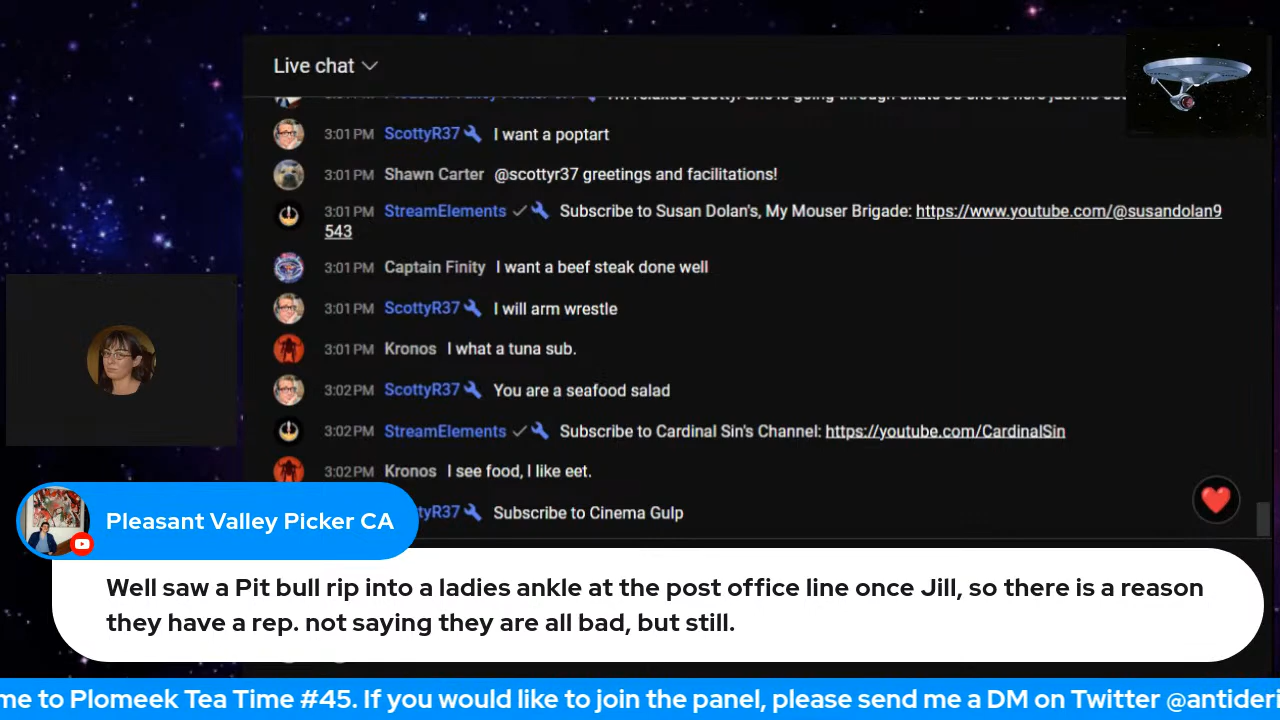 Live chat
3:01 PM ScottyR37 I want a poptart
3:01 PM Shawn Carter @scottyr37 greetings and facilitations!
3:01 PM StreamElements Subscribe to Susan Dolan's, My Mouser Brigade: https://www.youtube.com/@susandolan9
543
3:01 PM Captain Finity I want a beef steak done well
3:01 PM ScottyR37 I will arm wrestle
3:01 PM Kronos I what a tuna sub.
3:02 PM ScottyR37 You are a seafood salad
3:02 PM StreamElements Subscribe to Cardinal Sin's Channel: https://youtube.com/CardinalSin
3:02 PM Kronos I see food, I like eet.
tyR37 Subscribe to Cinema Gulp
Pleasant Valley Picker CA
Well saw a Pit bull rip into a ladies ankle at the post office line once Jill, so there is a reason
they have a rep. not saying they are all bad, but still.
me to Plomeek Tea Time #45. If you would like to join the panel, please send me a DM on Twitter @antideri